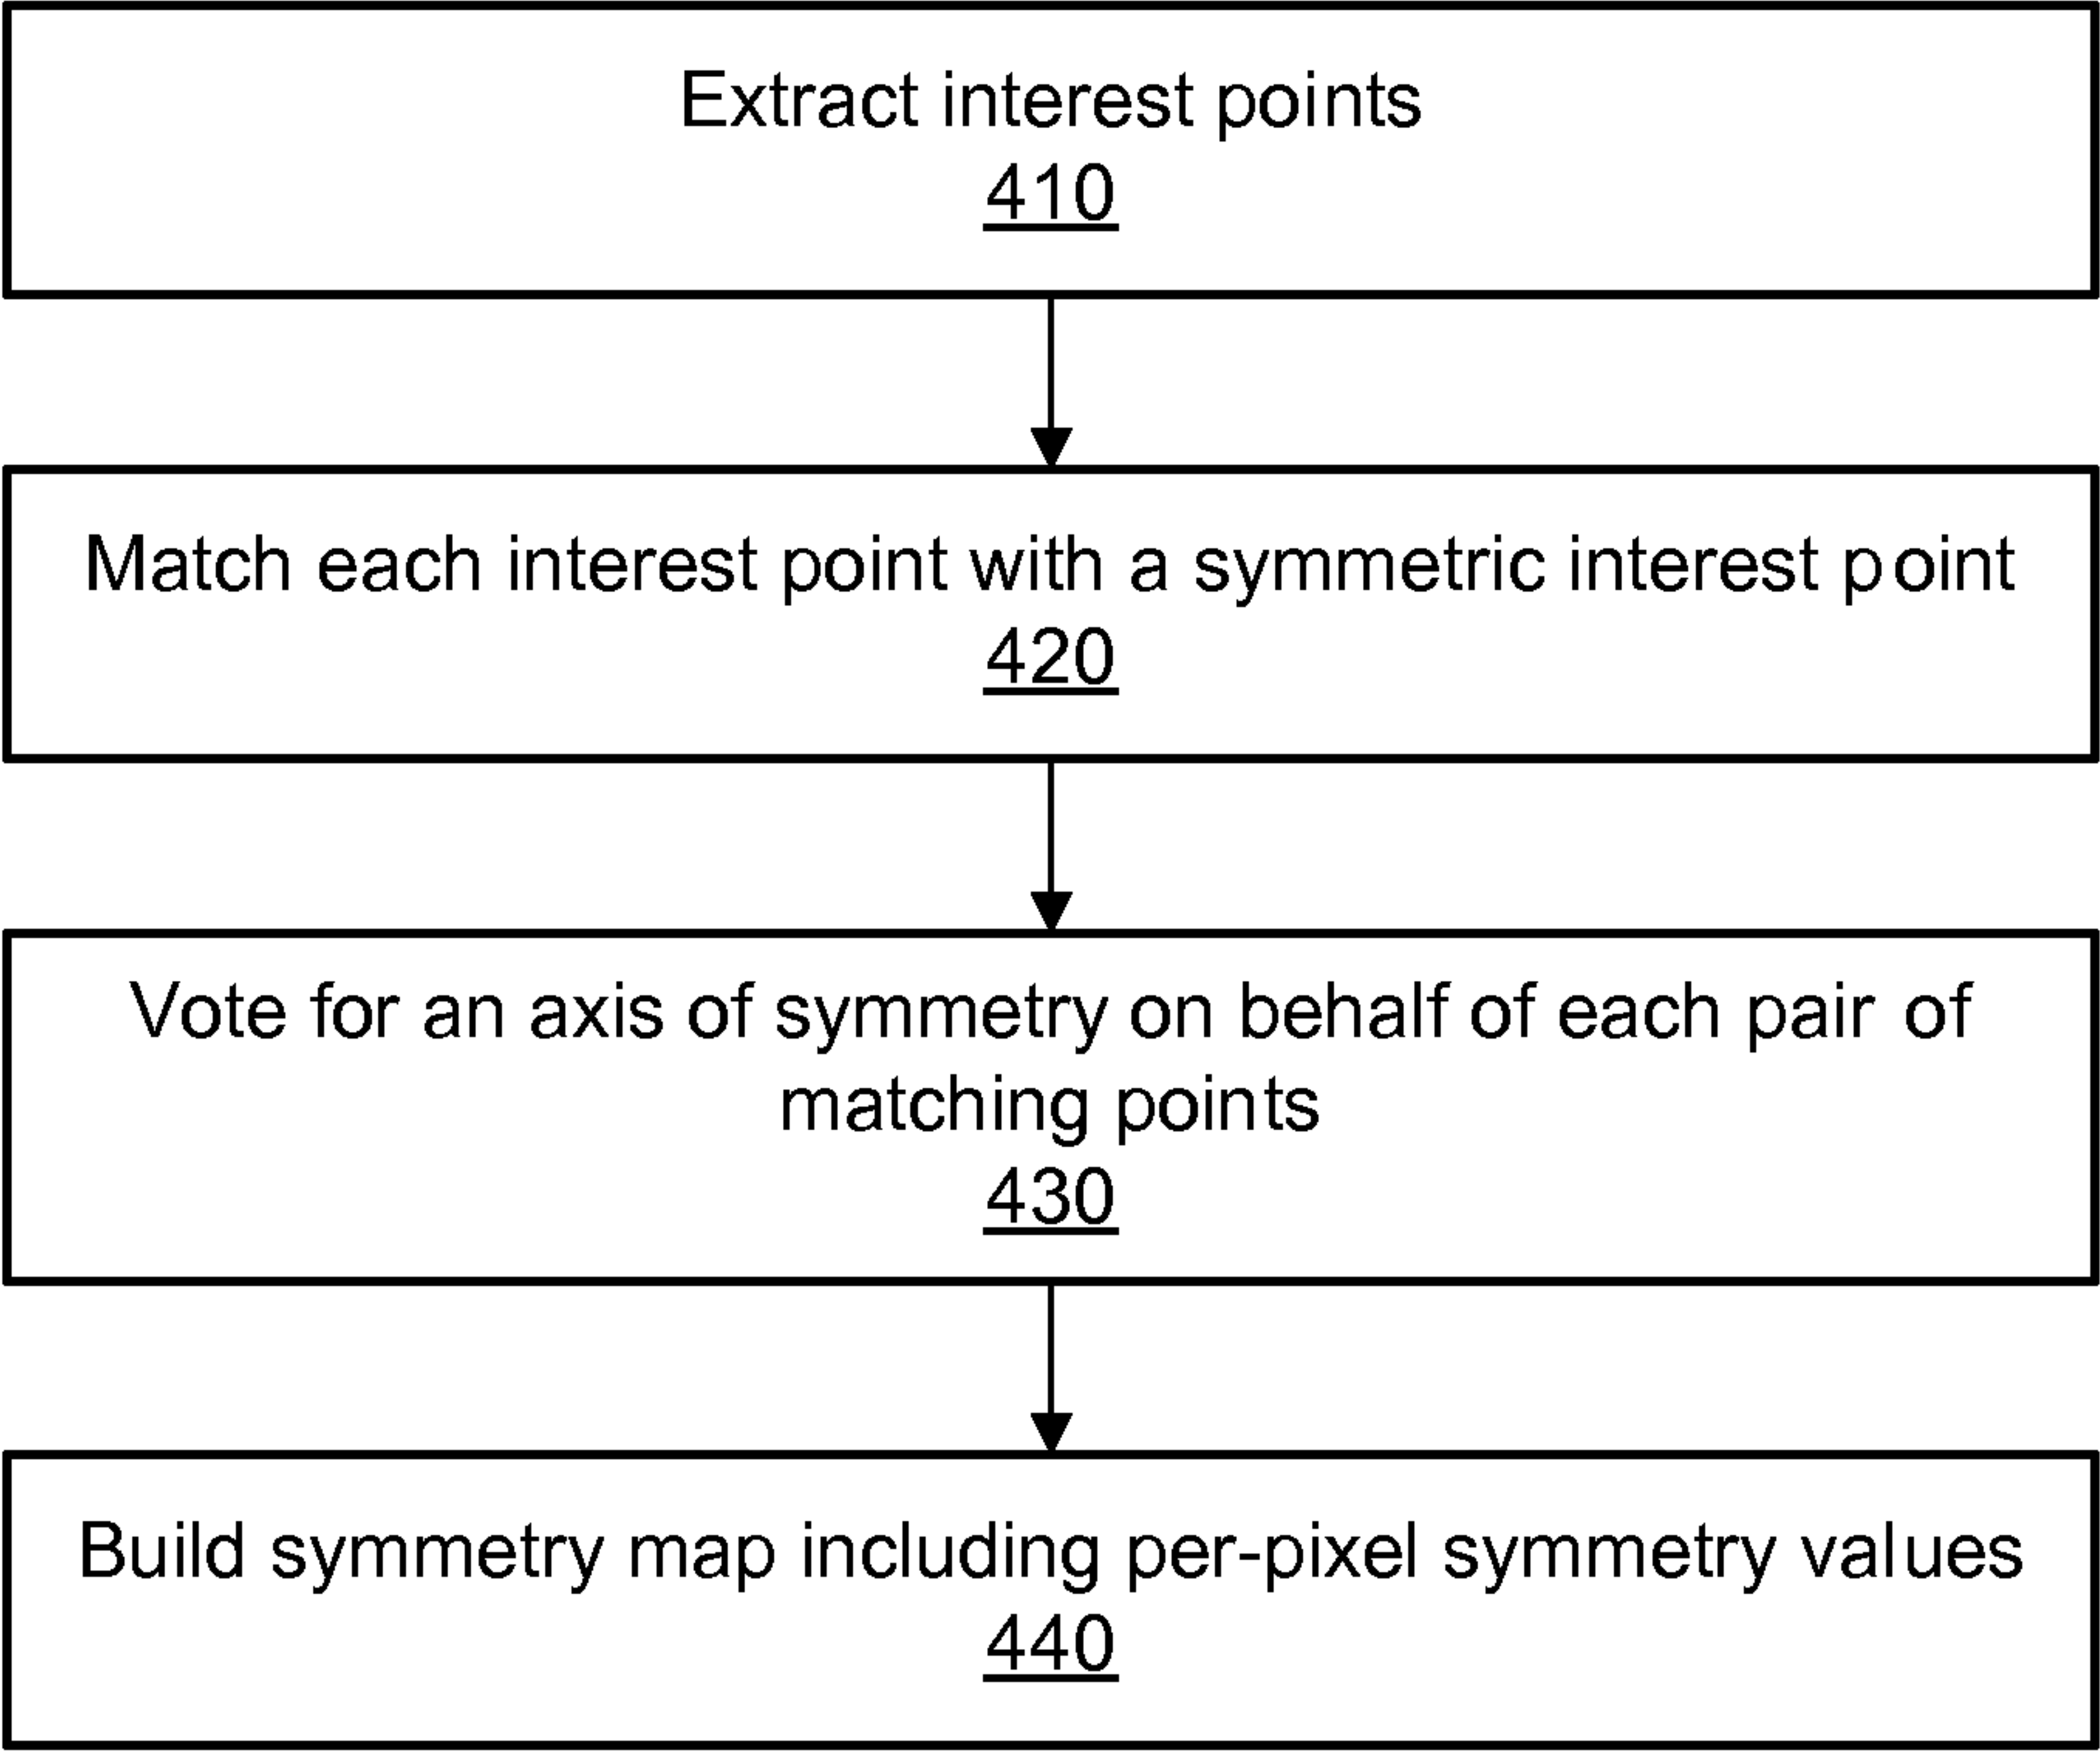 Extract interest points
410
Match each interest point with a symmetric interest point
420
Vote for an axis of symmetry on behalf of each pair of
matching points
430
Build symmetry map including per-pixel symmetry values
440